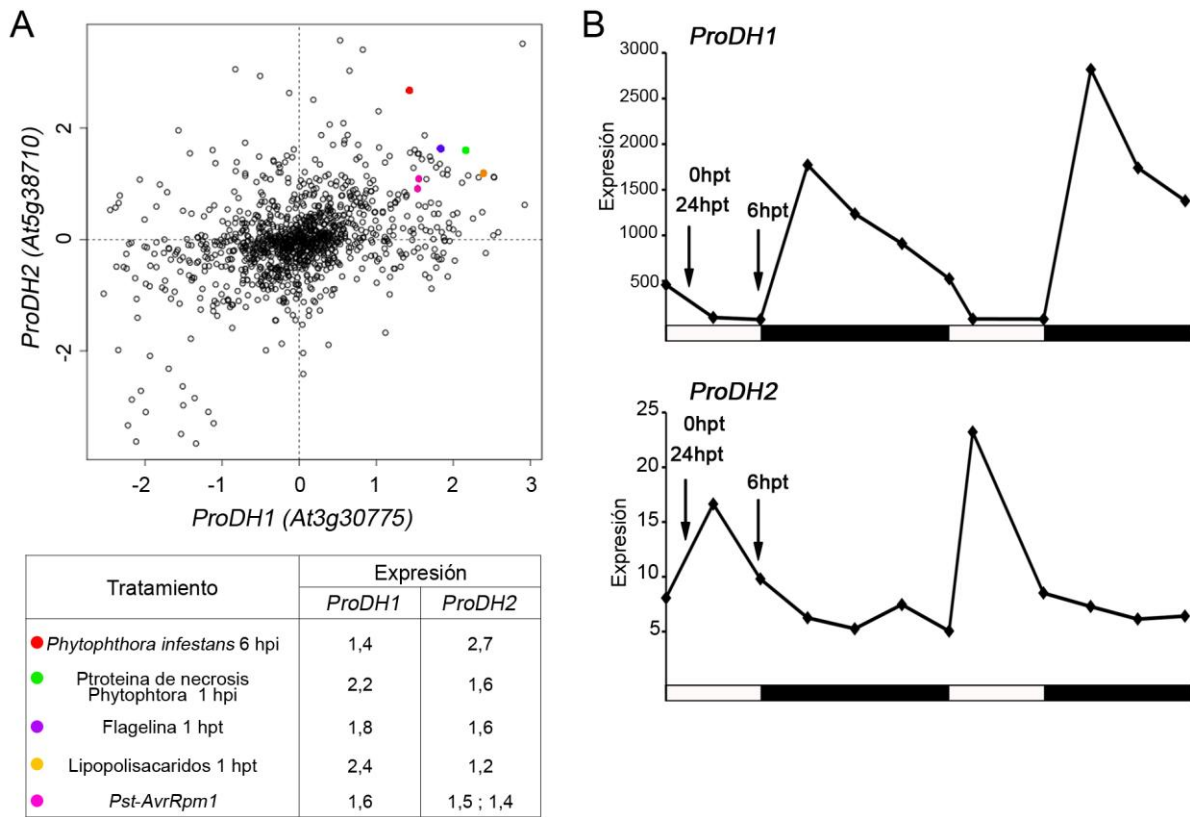 A
ProDH2 (At5g38710)
2
0
-2
-2
-1
0
1
2
3
ProDH1 (At3g30775)
Tratamiento
Expresión
ProDH1
ProDH2
Phytophthora infestans 6 hpi
1,4
2,7
Ptroteina de necrosis
Phytophtora 1 hpi
2,2
1,6
Flagelina 1 hpt
1,8
1,6
Lipopolisacaridos 1 hpt
2,4
1,2
Pst-AvrRpm1
1,6
1,5 ; 1,4
B
ProDH1
Expresión
3000
2500
2000
1500
1000
500
0hpt
24hpt
6hpt
ProDH2
Expresión
25
20
15
10
5
0hpt
24hpt
6hpt